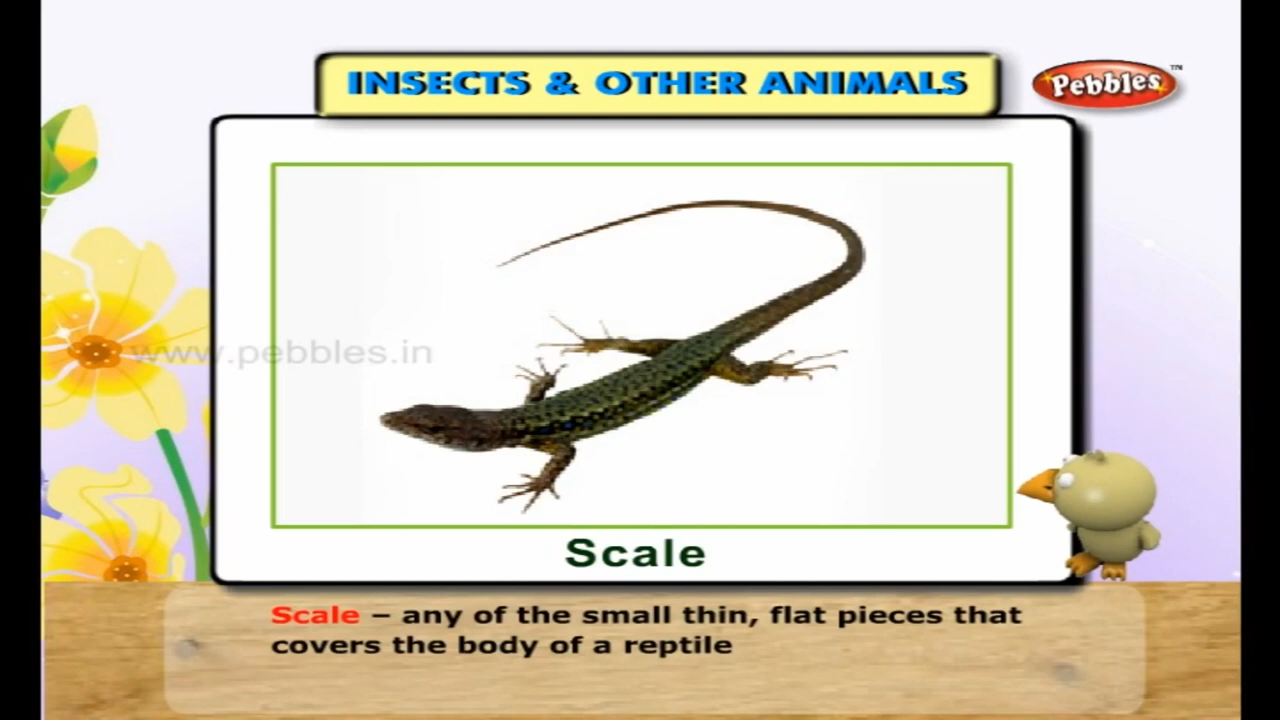 INSECTS & OTHER ANIMALS
Pebbles™
www.pebbles.in
Scale
Scale – any of the small thin, flat pieces that
covers the body of a reptile